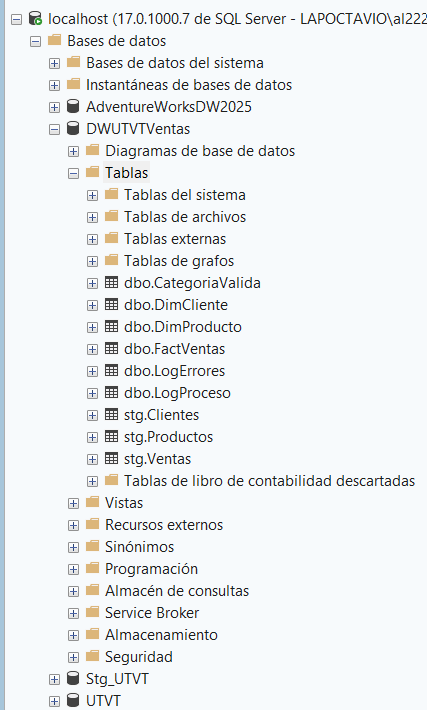 localhost (17.0.1000.7 de SQL Server - LAPOCTAVIO\al222
Bases de datos
Bases de datos del sistema
Instantáneas de bases de datos
AdventureWorksDW2025
DWUTVTVentas
Diagramas de base de datos
Tablas
Tablas del sistema
Tablas de archivos
Tablas externas
Tablas de grafos
dbo.CategoriaValida
dbo.DimCliente
dbo.DimProducto
dbo.FactVentas
dbo.LogErrores
dbo.LogProceso
stg.Clientes
stg.Productos
stg.Ventas
Tablas de libro de contabilidad descartadas
Vistas
Recursos externos
Sinónimos
Programación
Almacén de consultas
Service Broker
Almacenamiento
Seguridad
Stg_UTVT
UTVT